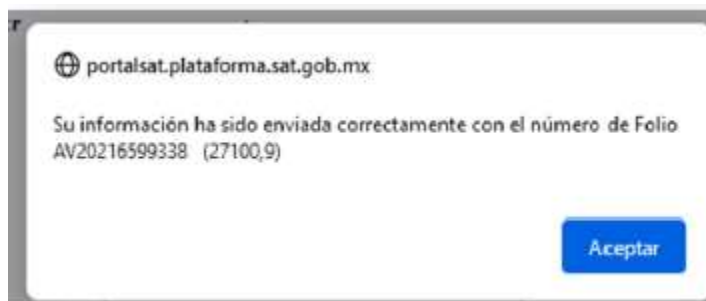 portalsat.plataforma.sat.gob.mx
Su información ha sido enviada correctamente con el número de Folio
AV20216599338 (27100,9)
Aceptar